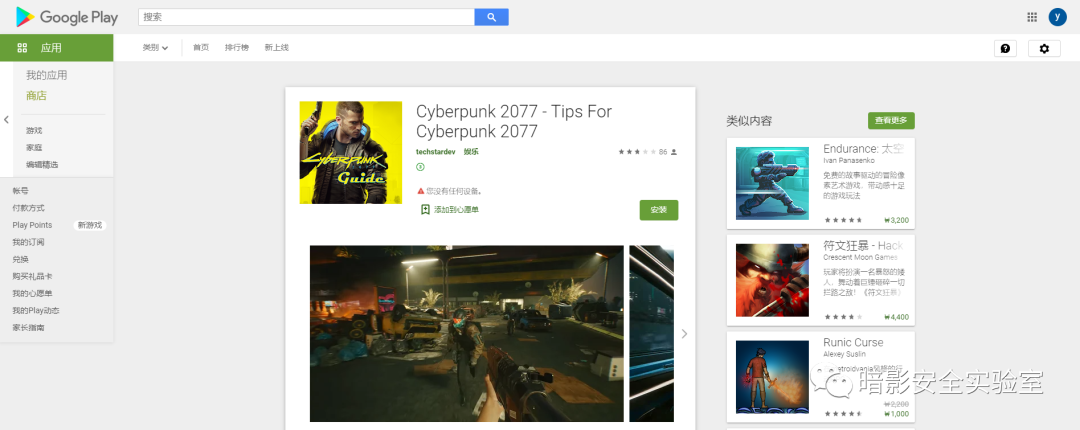 Google Play
搜索
y
应用
类别
首页
排行榜
新上线
我的应用
商店
游戏
家庭
编辑精选
帐号
付款方式
Play Points
新游戏
我的订阅
兑换
购买礼品卡
我的心愿单
我的Play动态
家长指南
CYBERPUNK
Guide
Cyberpunk 2077 - Tips For
Cyberpunk 2077
techstardev 娱乐
86
3
您没有任何设备。
添加到心愿单
安装
类似内容
查看更多
Endurance: 太空
Ivan Panasenko
免费的故事驱动的冒险像
素艺术游戏，带动感十足
的游戏玩法
₩3,200
符文狂暴 - Hack
Crescent Moon Games
玩家将扮演一名暴怒的矮
人，舞动着巨锤砸碎一切
拦路之敌！《符文狂暴》
₩4,400
Runic Curse
Alexey Suslin
troidvania风格的行
₩2,200
₩1,000
暗影安全实验室